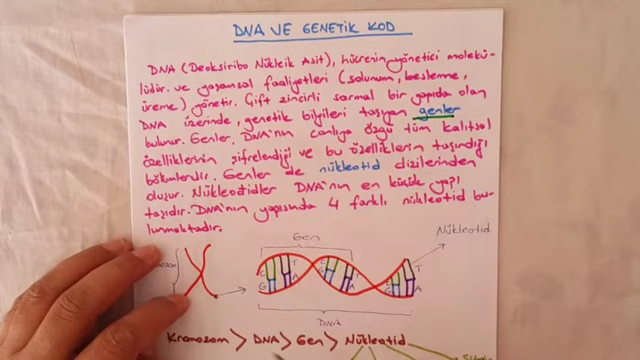 DNA VE GENETİK KOD
DNA (Deoksiribo Nükleik Asit), hücrenin yönetici molekü-
lüdür. ve yaşamsal faaliyetleri (solunum, beslenme,
üreme) yönetir. Çift zincirli sarmal bir yapıda olan
DNA üzerinde, genetik bilgileri taşıyan genler
bulunur. Genler. DNA'nın canlıya özgü tüm kalıtsal
özelliklerinin şifrelendiği ve bu özelliklerin taşındığı
bölümlerdir. Genler de nükleotid dizilerinden
oluşur. Nükleotidler DNA'nın en küçük yapı
taşıdır. DNA'nın yapısında 4 farklı nükleotid bu-
lunmaktadır.
Gen
Nükleotid
C T C T T
G A G A G A
DNA
Kromozom > DNA > Gen > Nükleotid